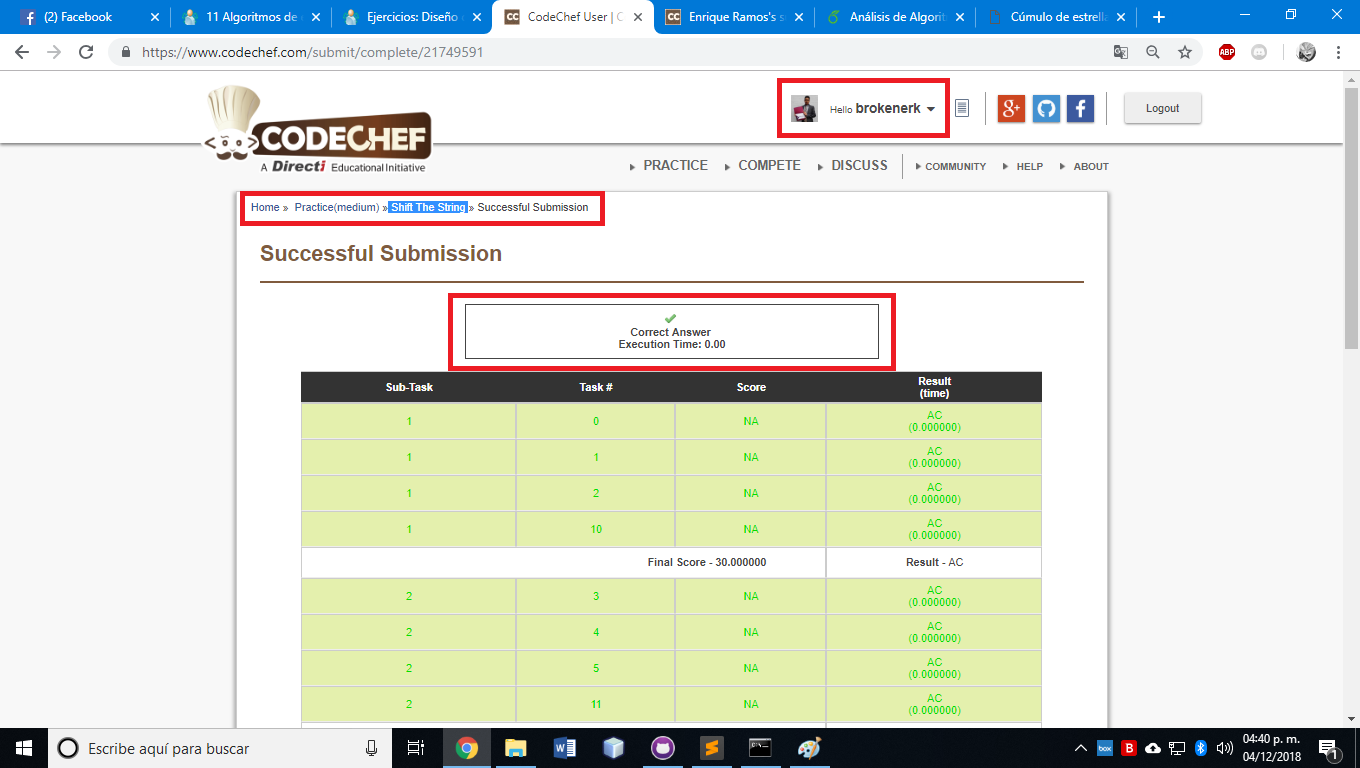 (2) Facebook
11 Algoritmos de
Ejercicios: Diseño
CodeChef User | C
Enrique Ramos's s
Análisis de Algorit
Cúmulo de estrella
https://www.codechef.com/submit/complete/21749591
ABP
Hello brokenerk
g+
f
Logout
CODECHEF
A Directi Educational Initiative
PRACTICE
COMPETE
DISCUSS
COMMUNITY
HELP
ABOUT
Home » Practice(medium) » Shift The String » Successful Submission
Successful Submission
Correct Answer
Execution Time: 0.00
Sub-Task Task # Score Result
(time)
1 0 NA AC
(0.000000)
1 1 NA AC
(0.000000)
1 2 NA AC
(0.000000)
1 10 NA AC
(0.000000)
Final Score - 30.000000 Result - AC
2 3 NA AC
(0.000000)
2 4 NA AC
(0.000000)
2 5 NA AC
(0.000000)
2 11 NA AC
(0.000000)
Escribe aquí para buscar
box
B
04:40 p. m.
04/12/2018
1